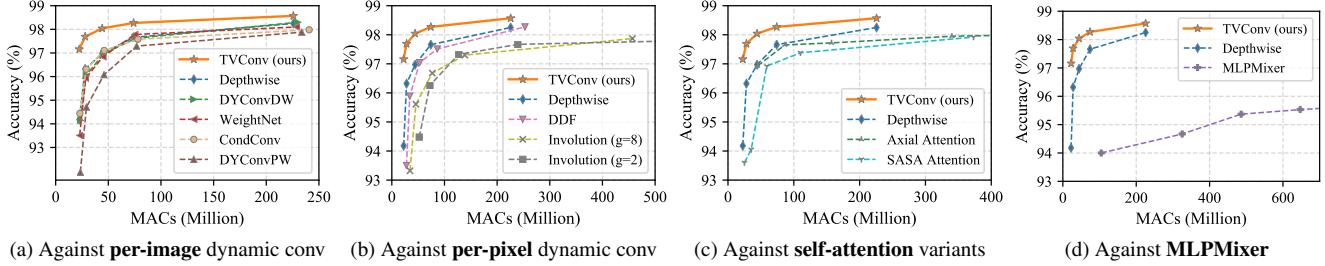 99
98
97
96
95
94
93
Accuracy (%)
TVConv (ours)
Depthwise
DYConvDW
WeightNet
CondConv
DYConvPW
0 50 100 150 200 250
MACs (Million)
(a) Against per-image dynamic conv
99
98
97
96
95
94
93
Accuracy (%)
TVConv (ours)
Depthwise
DDF
Involution (g=8)
Involution (g=2)
0 100 200 300 400 500
MACs (Million)
(b) Against per-pixel dynamic conv
99
98
97
96
95
94
93
Accuracy (%)
TVConv (ours)
Depthwise
Axial Attention
SASA Attention
0 100 200 300 400
MACs (Million)
(c) Against self-attention variants
99
98
97
96
95
94
93
Accuracy (%)
TVConv (ours)
Depthwise
MLPMixer
0 200 400 600
MACs (Million)
(d) Against MLPMixer